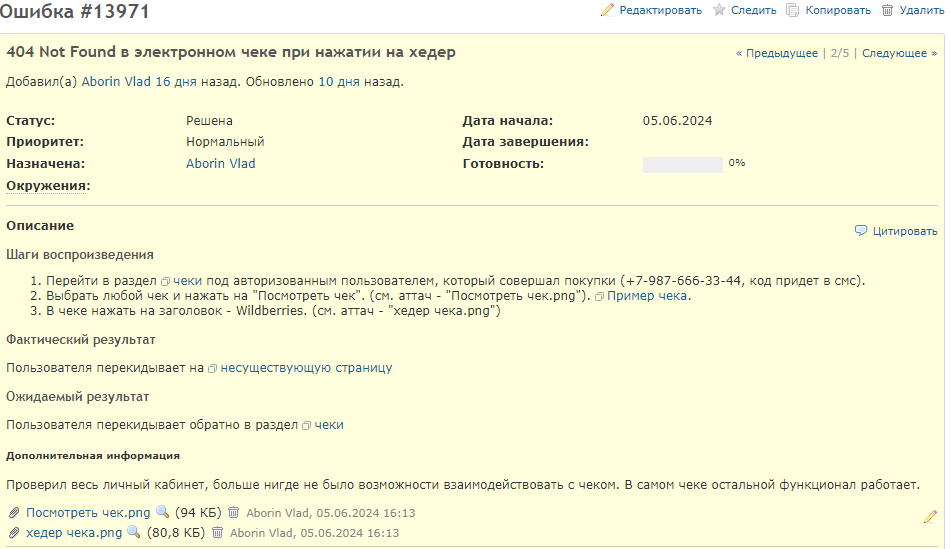 Ошибка #13971
Редактировать Следить Копировать Удалить
404 Not Found в электронном чеке при нажатии на хедер
« Предыдущее | 2/5 | Следующее »
Добавил(а) Aborin Vlad 16 дня назад. Обновлено 10 дня назад.
Статус: Решена Дата начала: 05.06.2024
Приоритет: Нормальный Дата завершения:
Назначена: Aborin Vlad Готовность: 0%
Окружения:
Описание
Цитировать
Шаги воспроизведения
1. Перейти в раздел чеки под авторизованным пользователем, который совершал покупки (+7-987-666-33-44, код придет в смс).
2. Выбрать любой чек и нажать на "Посмотреть чек". (см. аттач - "Посмотреть чек.png"). Пример чека.
3. В чеке нажать на заголовок - Wildberries. (см. аттач - "хедер чека.png")
Фактический результат
Пользователя перекидывает на несуществующую страницу
Ожидаемый результат
Пользователя перекидывает обратно в раздел чеки
Дополнительная информация
Проверил весь личный кабинет, больше нигде не было возможности взаимодействовать с чеком. В самом чеке остальной функционал работает.
Посмотреть чек.png (94 КБ) Aborin Vlad, 05.06.2024 16:13
хедер чека.png (80,8 КБ) Aborin Vlad, 05.06.2024 16:13